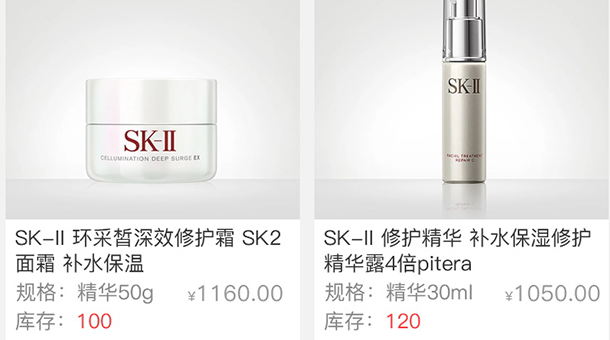 SK-II
CELLUMINATION DEEP SURGE EX
SK-II 环采皙深效修护霜 SK2
面霜 补水保温
规格：精华50g
¥1160.00
库存：100
SK-II
FACIAL TREATMENT
REPAIR C
SK-II 修护精华 补水保湿修护
精华露4倍pitera
规格：精华30ml
¥1050.00
库存：120